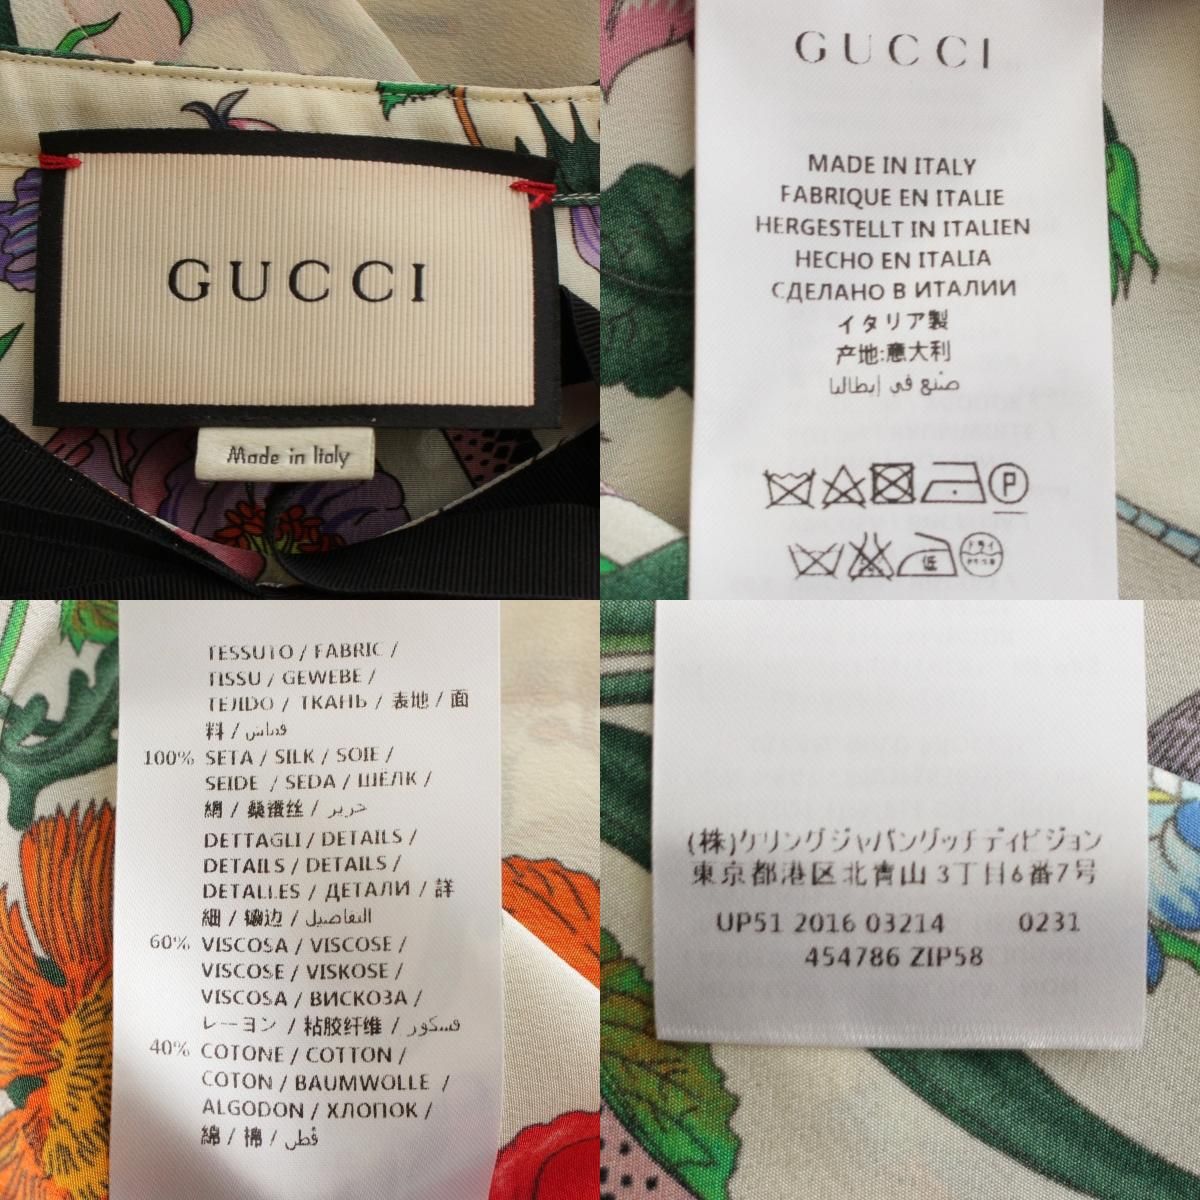 GUCCI
Made in Italy
GUCCI
MADE IN ITALY
FABRIQUE EN ITALIE
HERGESTELLT IN ITALIEN
HECHO EN ITALIA
СДЕЛАНО В ИТАЛИИ
イタリア製
产地:意大利
صنع في إيطاليا
P
低
ドライ
TESSUTO / FABRIC /
TISSU / GEWEBE /
TEJIDO / ТКАНЬ / 表地 / 面
料 / قماش
100% SETA / SILK / SOIE /
SEIDE / SEDA / ШЁЛК /
絹 / 桑蚕丝 / حرير
DETTAGLI / DETAILS /
DETAILS / DETAILS /
DETALLES / ДЕТАЛИ / 詳
細 / 镶边 / التفاصيل
60% VISCOSA / VISCOSE /
VISCOSE / VISKOSE /
VISCOSA / ВИСКОЗА /
レーヨン / 粘胶纤维 / فسكور
40% COTONE / COTTON /
COTON / BAUMWOLLE /
ALGODON / ХЛОПОК /
綿 / 棉 / قطن
(株)ケリングジャパングッチディビジョン
東京都港区北青山 3丁目6番7号
UP51 2016 03214 0231
454786 ZIP58